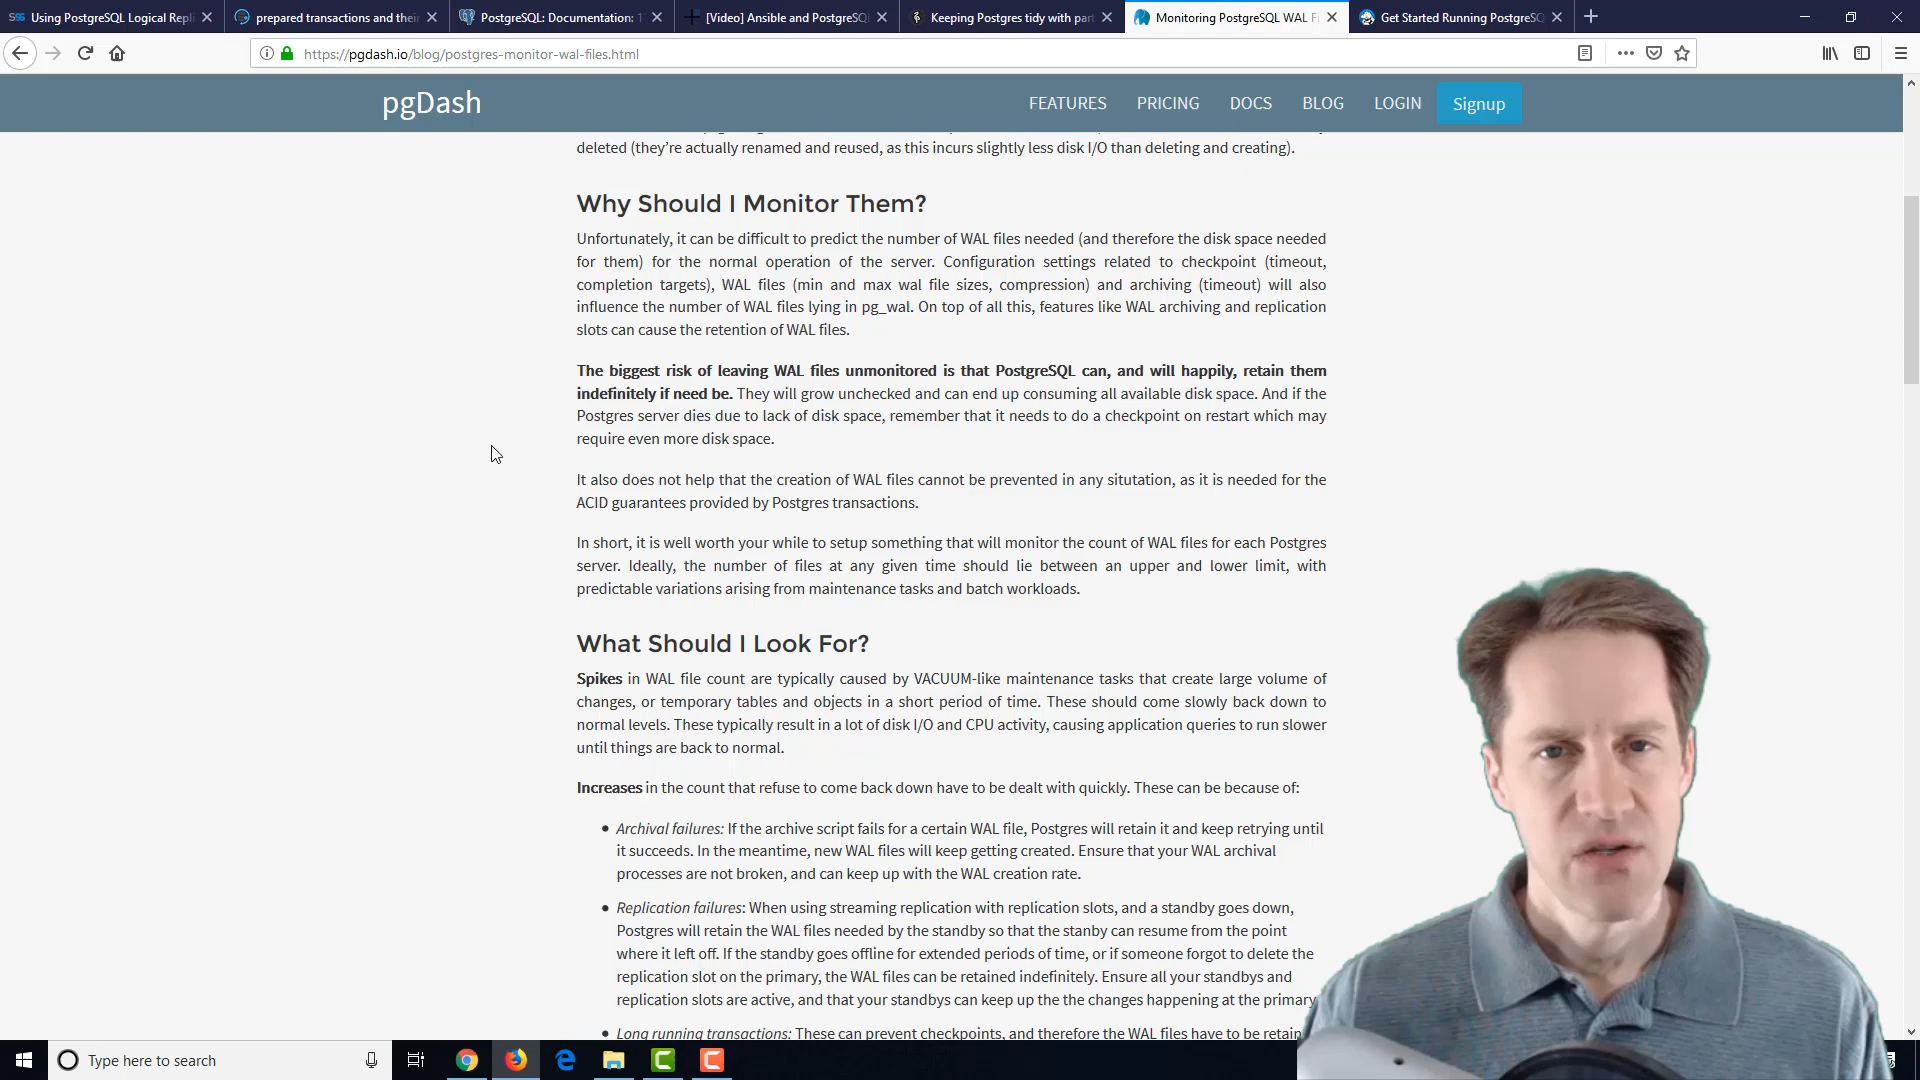 Using PostgreSQL Logical Repli
prepared transactions and their
PostgreSQL: Documentation: 1
[Video] Ansible and PostgreSQL
Keeping Postgres tidy with part
Monitoring PostgreSQL WAL F
Get Started Running PostgreSQ
https://pgdash.io/blog/postgres-monitor-wal-files.html
pgDash
FEATURES
PRICING
DOCS
BLOG
LOGIN
Signup
deleted (they’re actually renamed and reused, as this incurs slightly less disk I/O than deleting and creating).
Why Should I Monitor Them?
Unfortunately, it can be difficult to predict the number of WAL files needed (and therefore the disk space needed
for them) for the normal operation of the server. Configuration settings related to checkpoint (timeout,
completion targets), WAL files (min and max wal file sizes, compression) and archiving (timeout) will also
influence the number of WAL files lying in pg_wal. On top of all this, features like WAL archiving and replication
slots can cause the retention of WAL files.
The biggest risk of leaving WAL files unmonitored is that PostgreSQL can, and will happily, retain them
indefinitely if need be. They will grow unchecked and can end up consuming all available disk space. And if the
Postgres server dies due to lack of disk space, remember that it needs to do a checkpoint on restart which may
require even more disk space.
It also does not help that the creation of WAL files cannot be prevented in any situtation, as it is needed for the
ACID guarantees provided by Postgres transactions.
In short, it is well worth your while to setup something that will monitor the count of WAL files for each Postgres
server. Ideally, the number of files at any given time should lie between an upper and lower limit, with
predictable variations arising from maintenance tasks and batch workloads.
What Should I Look For?
Spikes in WAL file count are typically caused by VACUUM-like maintenance tasks that create large volume of
changes, or temporary tables and objects in a short period of time. These should come slowly back down to
normal levels. These typically result in a lot of disk I/O and CPU activity, causing application queries to run slower
until things are back to normal.
Increases in the count that refuse to come back down have to be dealt with quickly. These can be because of:
• Archival failures: If the archive script fails for a certain WAL file, Postgres will retain it and keep retrying until
it succeeds. In the meantime, new WAL files will keep getting created. Ensure that your WAL archival
processes are not broken, and can keep up with the WAL creation rate.
• Replication failures: When using streaming replication with replication slots, and a standby goes down,
Postgres will retain the WAL files needed by the standby so that the stanby can resume from the point
where it left off. If the standby goes offline for extended periods of time, or if someone forgot to delete the
replication slot on the primary, the WAL files can be retained indefinitely. Ensure all your standbys and
replication slots are active, and that your standbys can keep up the the changes happening at the primary
• Long running transactions: These can prevent checkpoints, and therefore the WAL files have to be retain
Type here to search